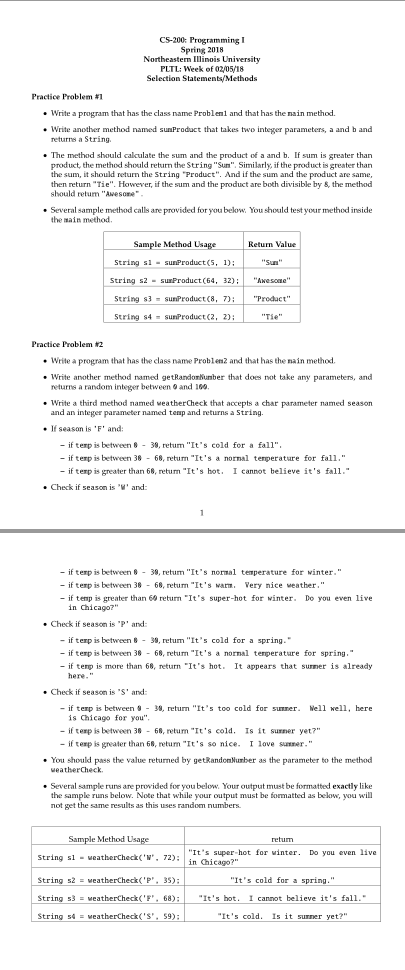 CS-200: Programming I
Spring 2018
Northeastern Illinois University
PLTL: Week of 02/05/18
Selection Statements/Methods
Practice Problem #1
• Write a program that has the class name Problem1 and that has the main method.
• Write another method named sumProduct that takes two integer parameters, a and b and
returns a String.
• The method should calculate the sum and the product of a and b. If sum is greater than
product, the method should return the String "Sum". Similarly, if the product is greater than
the sum, it should return the String "Product". And if the sum and the product are same,
then return "Tie". However, if the sum and the product are both divisible by 8, the method
should return "Awesome" .
• Several sample method calls are provided for you below. You should test your method inside
the main method.
Sample Method Usage Return Value
String s1 = sumProduct(5, 1); "Sum"
String s2 = sumProduct(64, 32); "Awesome"
String s3 = sumProduct(8, 7); "Product"
String s4 = sumProduct(2, 2); "Tie"
Practice Problem #2
• Write a program that has the class name Problem2 and that has the main method.
• Write another method named getRandomNumber that does not take any parameters, and
returns a random integer between 0 and 100.
• Write a third method named weatherCheck that accepts a char parameter named season
and an integer parameter named temp and returns a String.
• If season is 'F' and:
– if temp is between 0 - 30, return "It's cold for a fall".
– if temp is between 30 - 60, return "It's a normal temperature for fall."
– if temp is greater than 60, return "It's hot. I cannot believe it's fall."
• Check if season is 'W' and:
1
– if temp is between 0 - 30, return "It's normal temperature for winter."
– if temp is between 30 - 60, return "It's warm. Very nice weather."
– if temp is greater than 60 return "It's super-hot for winter. Do you even live
in Chicago?"
• Check if season is 'P' and:
– if temp is between 0 - 30, return "It's cold for a spring."
– if temp is between 30 - 60, return "It's a normal temperature for spring."
– if temp is more than 60, return "It's hot. It appears that summer is already
here."
• Check if season is 'S' and:
– if temp is between 0 - 30, return "It's too cold for summer. Well well, here
is Chicago for you".
– if temp is between 30 - 60, return "It's cold. Is it summer yet?"
– if temp is greater than 60, return "It's so nice. I love summer."
• You should pass the value returned by getRandomNumber as the parameter to the method
weatherCheck.
• Several sample runs are provided for you below. Your output must be formatted exactly like
the sample runs below. Note that while your output must be formatted as below, you will
not get the same results as this uses random numbers.
Sample Method Usage return
String s1 = weatherCheck('W', 72); "It's super-hot for winter. Do you even live
in Chicago?"
String s2 = weatherCheck('P', 35); "It's cold for a spring."
String s3 = weatherCheck('F', 68); "It's hot. I cannot believe it's fall."
String s4 = weatherCheck('S', 59); "It's cold. Is it summer yet?"